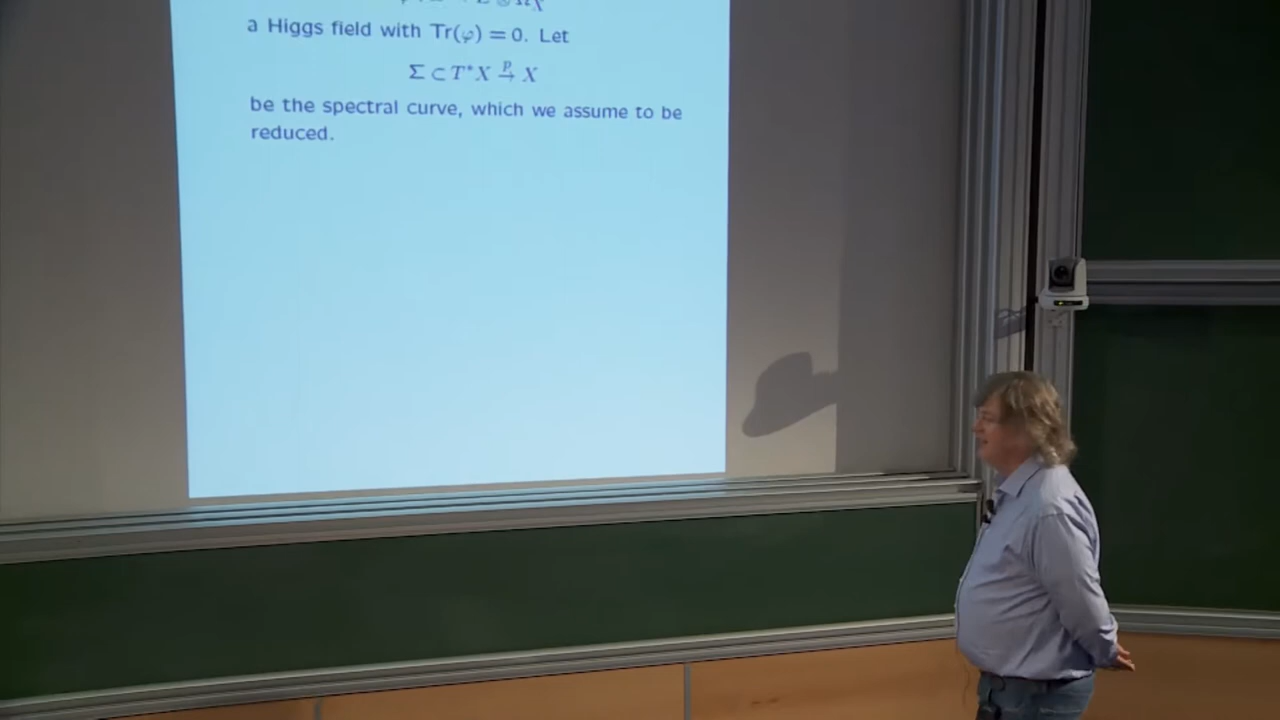 a Higgs field with Tr(φ) = 0. Let
Σ ⊂ T*X →^p X
be the spectral curve, which we assume to be
reduced.